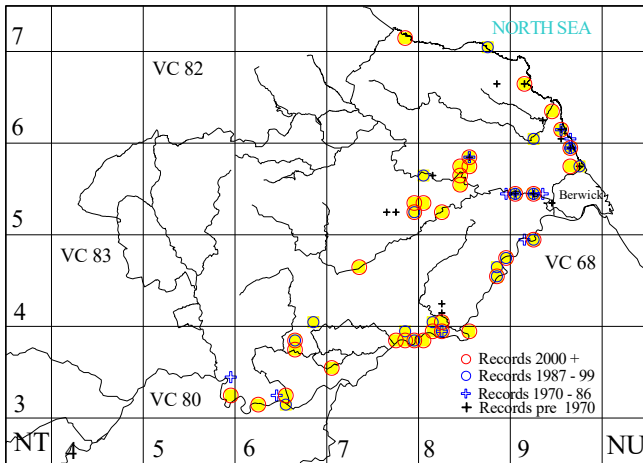 7
NORTH SEA
VC 82
6
Berwick
5
VC 83
VC 68
4
Records 2000 +
Records 1987 - 99
Records 1970 - 86
VC 80
Records pre 1970
3
NT 4 5 6 7 8 9 NU